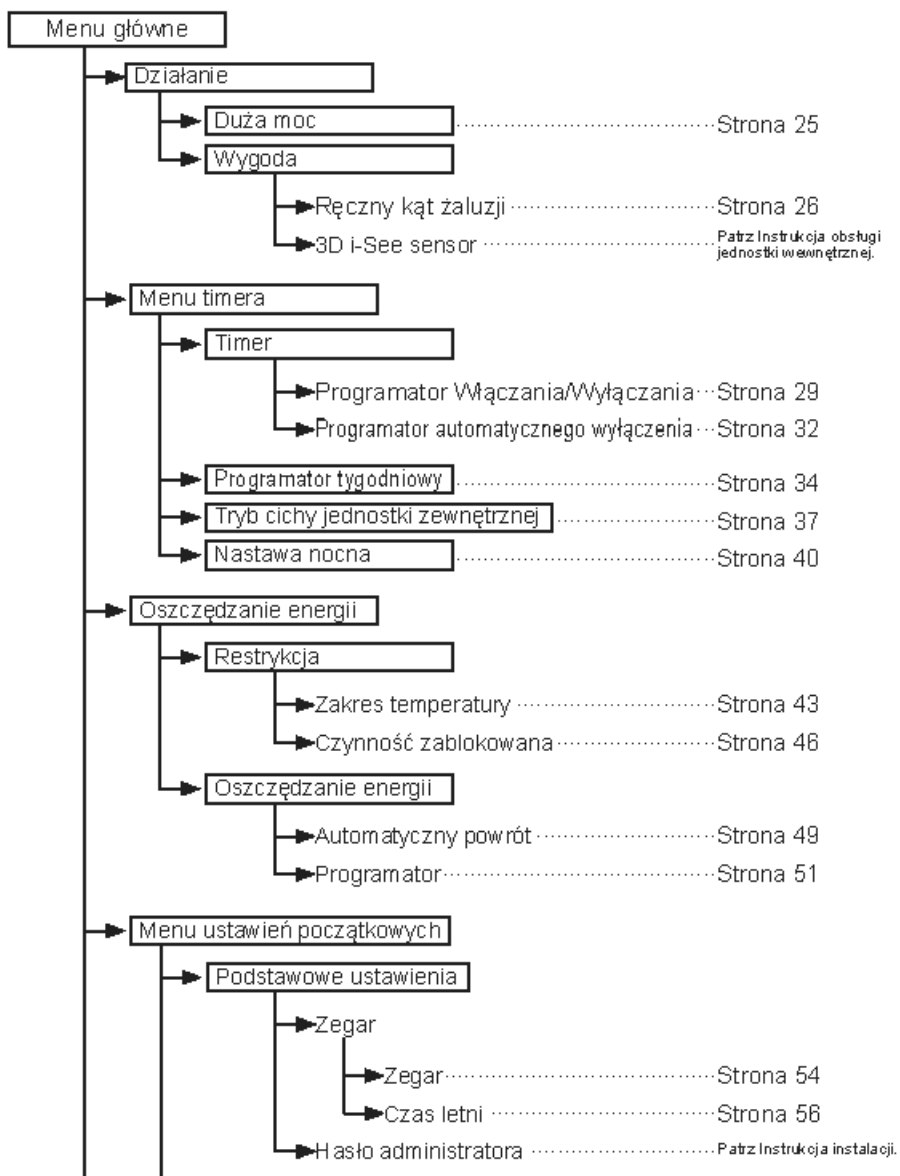 Menu główne
Działanie
Duża moc Strona 25
Wygoda
Ręczny kąt żaluzji Strona 26
3D i-See sensor Patrz Instrukcja obsługi
jednostki wewnętrznej.
Menu timera
Timer
Programator Włączania/Wyłączania Strona 29
Programator automatycznego wyłączenia Strona 32
Programator tygodniowy Strona 34
Tryb cichy jednostki zewnętrznej Strona 37
Nastawa nocna Strona 40
Oszczędzanie energii
Restrykcja
Zakres temperatury Strona 43
Czynność zablokowana Strona 46
Oszczędzanie energii
Automatyczny powrót Strona 49
Programator Strona 51
Menu ustawień początkowych
Podstawowe ustawienia
Zegar
Zegar Strona 54
Czas letni Strona 56
Hasło administratora Patrz Instrukcja instalacji.